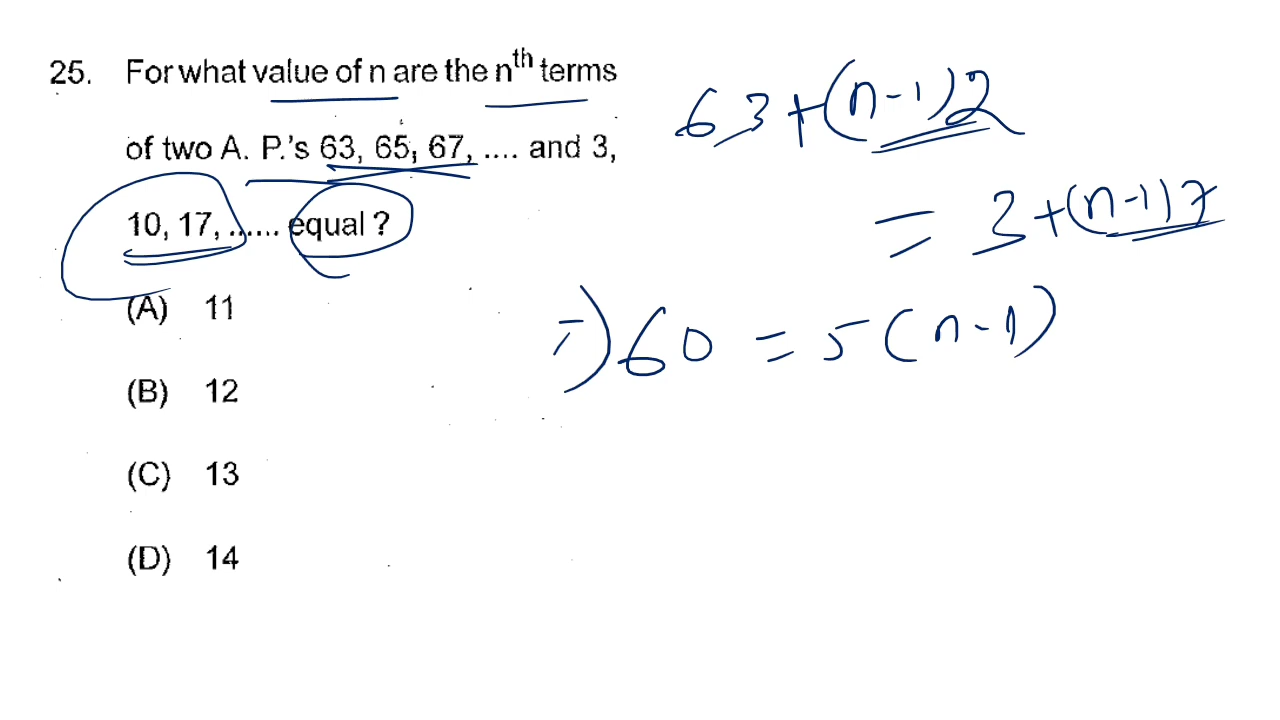 25. For what value of n are the nth terms
of two A. P.'s 63, 65, 67, .... and 3,
10, 17, ...... equal ?
(A) 11
(B) 12
(C) 13
(D) 14
63 + (n-1)2
= 3 + (n-1)7
⇒) 60 = 5(n-1)